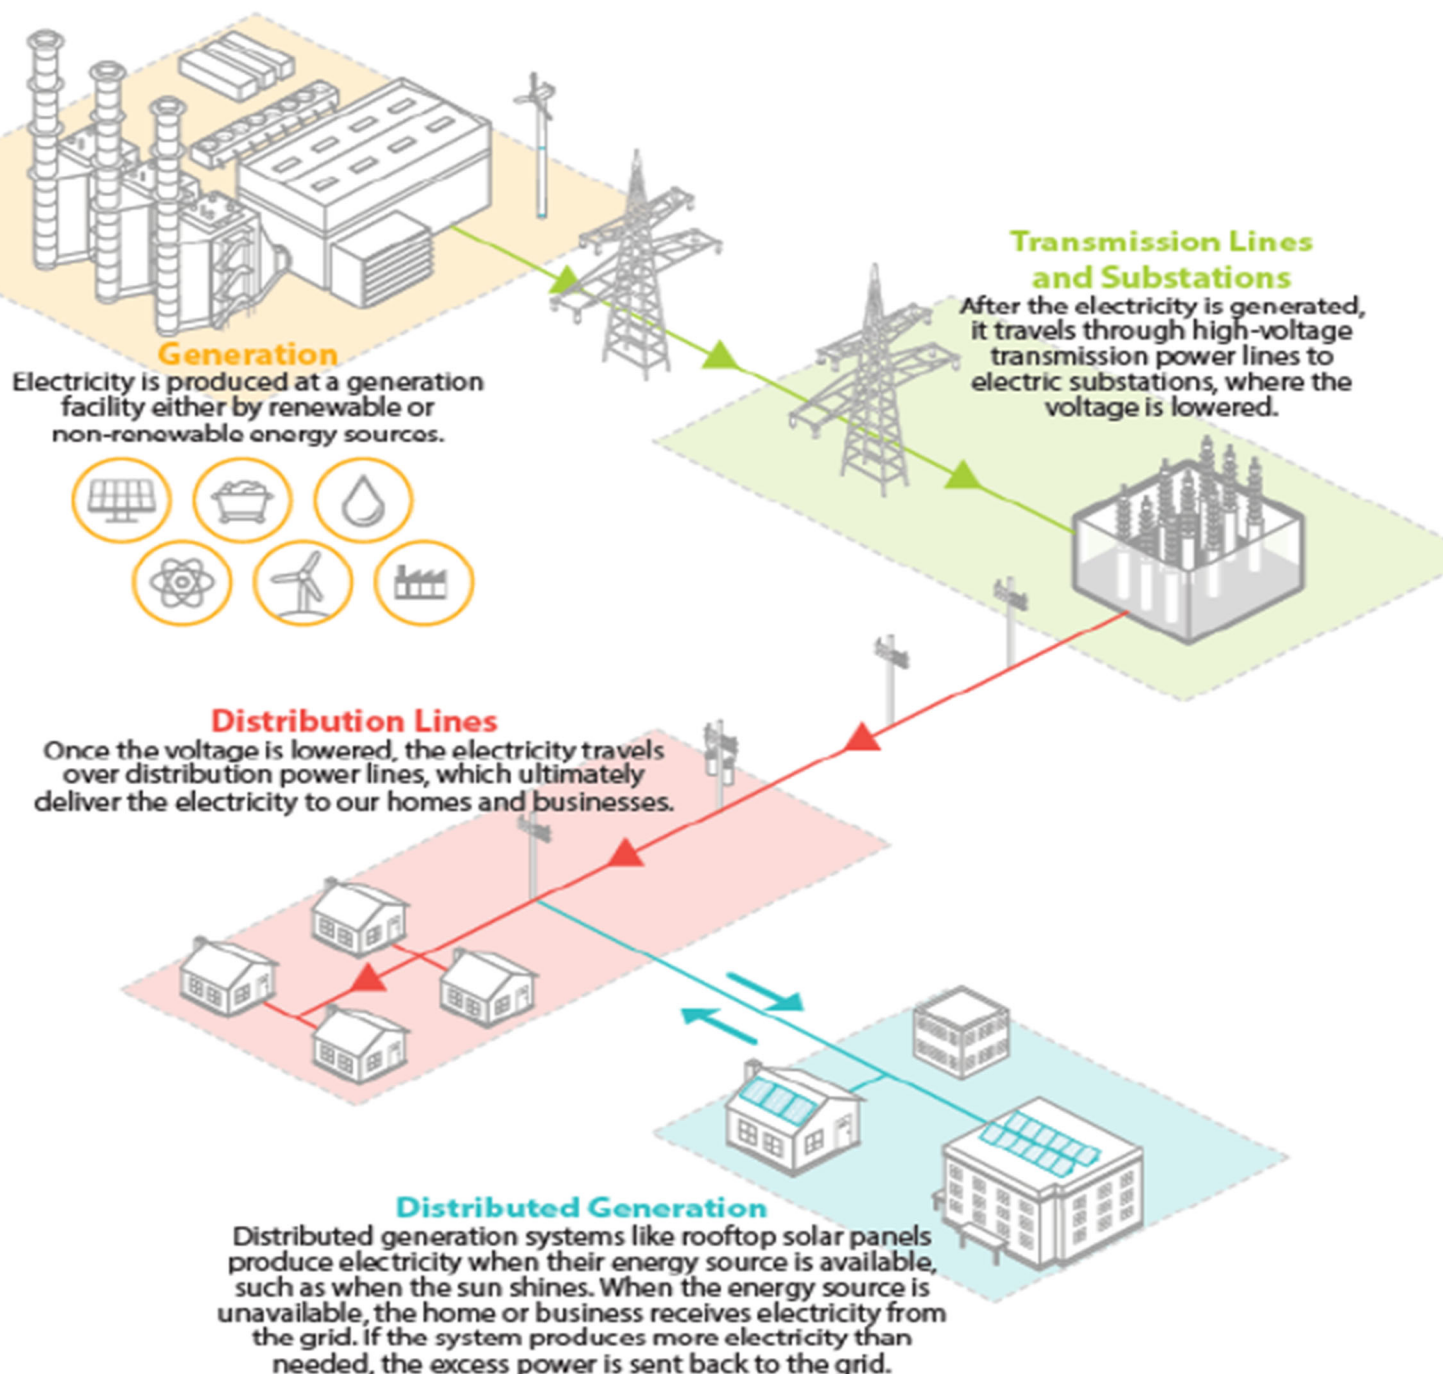 Transmission Lines
and Substations
After the electricity is generated,
it travels through high-voltage
transmission power lines to
electric substations, where the
voltage is lowered.
Generation
Electricity is produced at a generation
facility either by renewable or
non-renewable energy sources.
Distribution Lines
Once the voltage is lowered, the electricity travels
over distribution power lines, which ultimately
deliver the electricity to our homes and businesses.
Distributed Generation
Distributed generation systems like rooftop solar panels
produce electricity when their energy source is available,
such as when the sun shines. When the energy source is
unavailable, the home or business receives electricity from
the grid. If the system produces more electricity than
needed, the excess power is sent back to the grid.